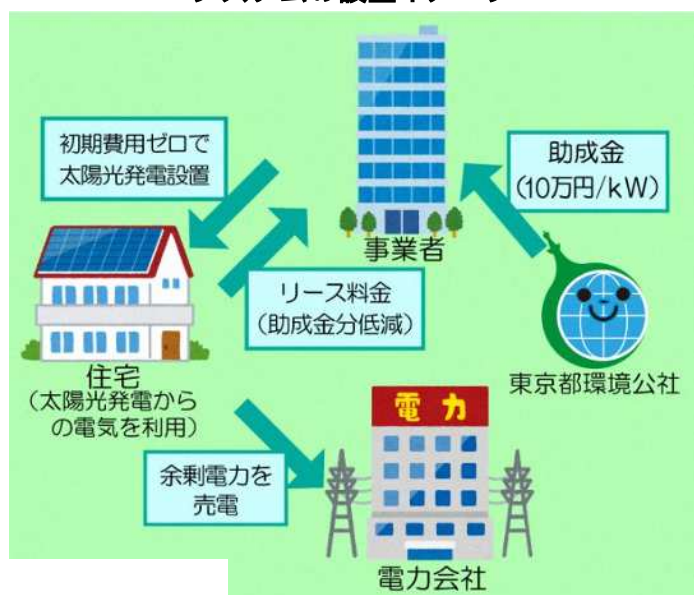 初期費用ゼロで
太陽光発電設置
助成金
(10万円/kW)
事業者
リース料金
(助成金分低減)
住宅
(太陽光発電から
の電気を利用)
東京都環境公社
電力
余剰電力を
売電
電力会社